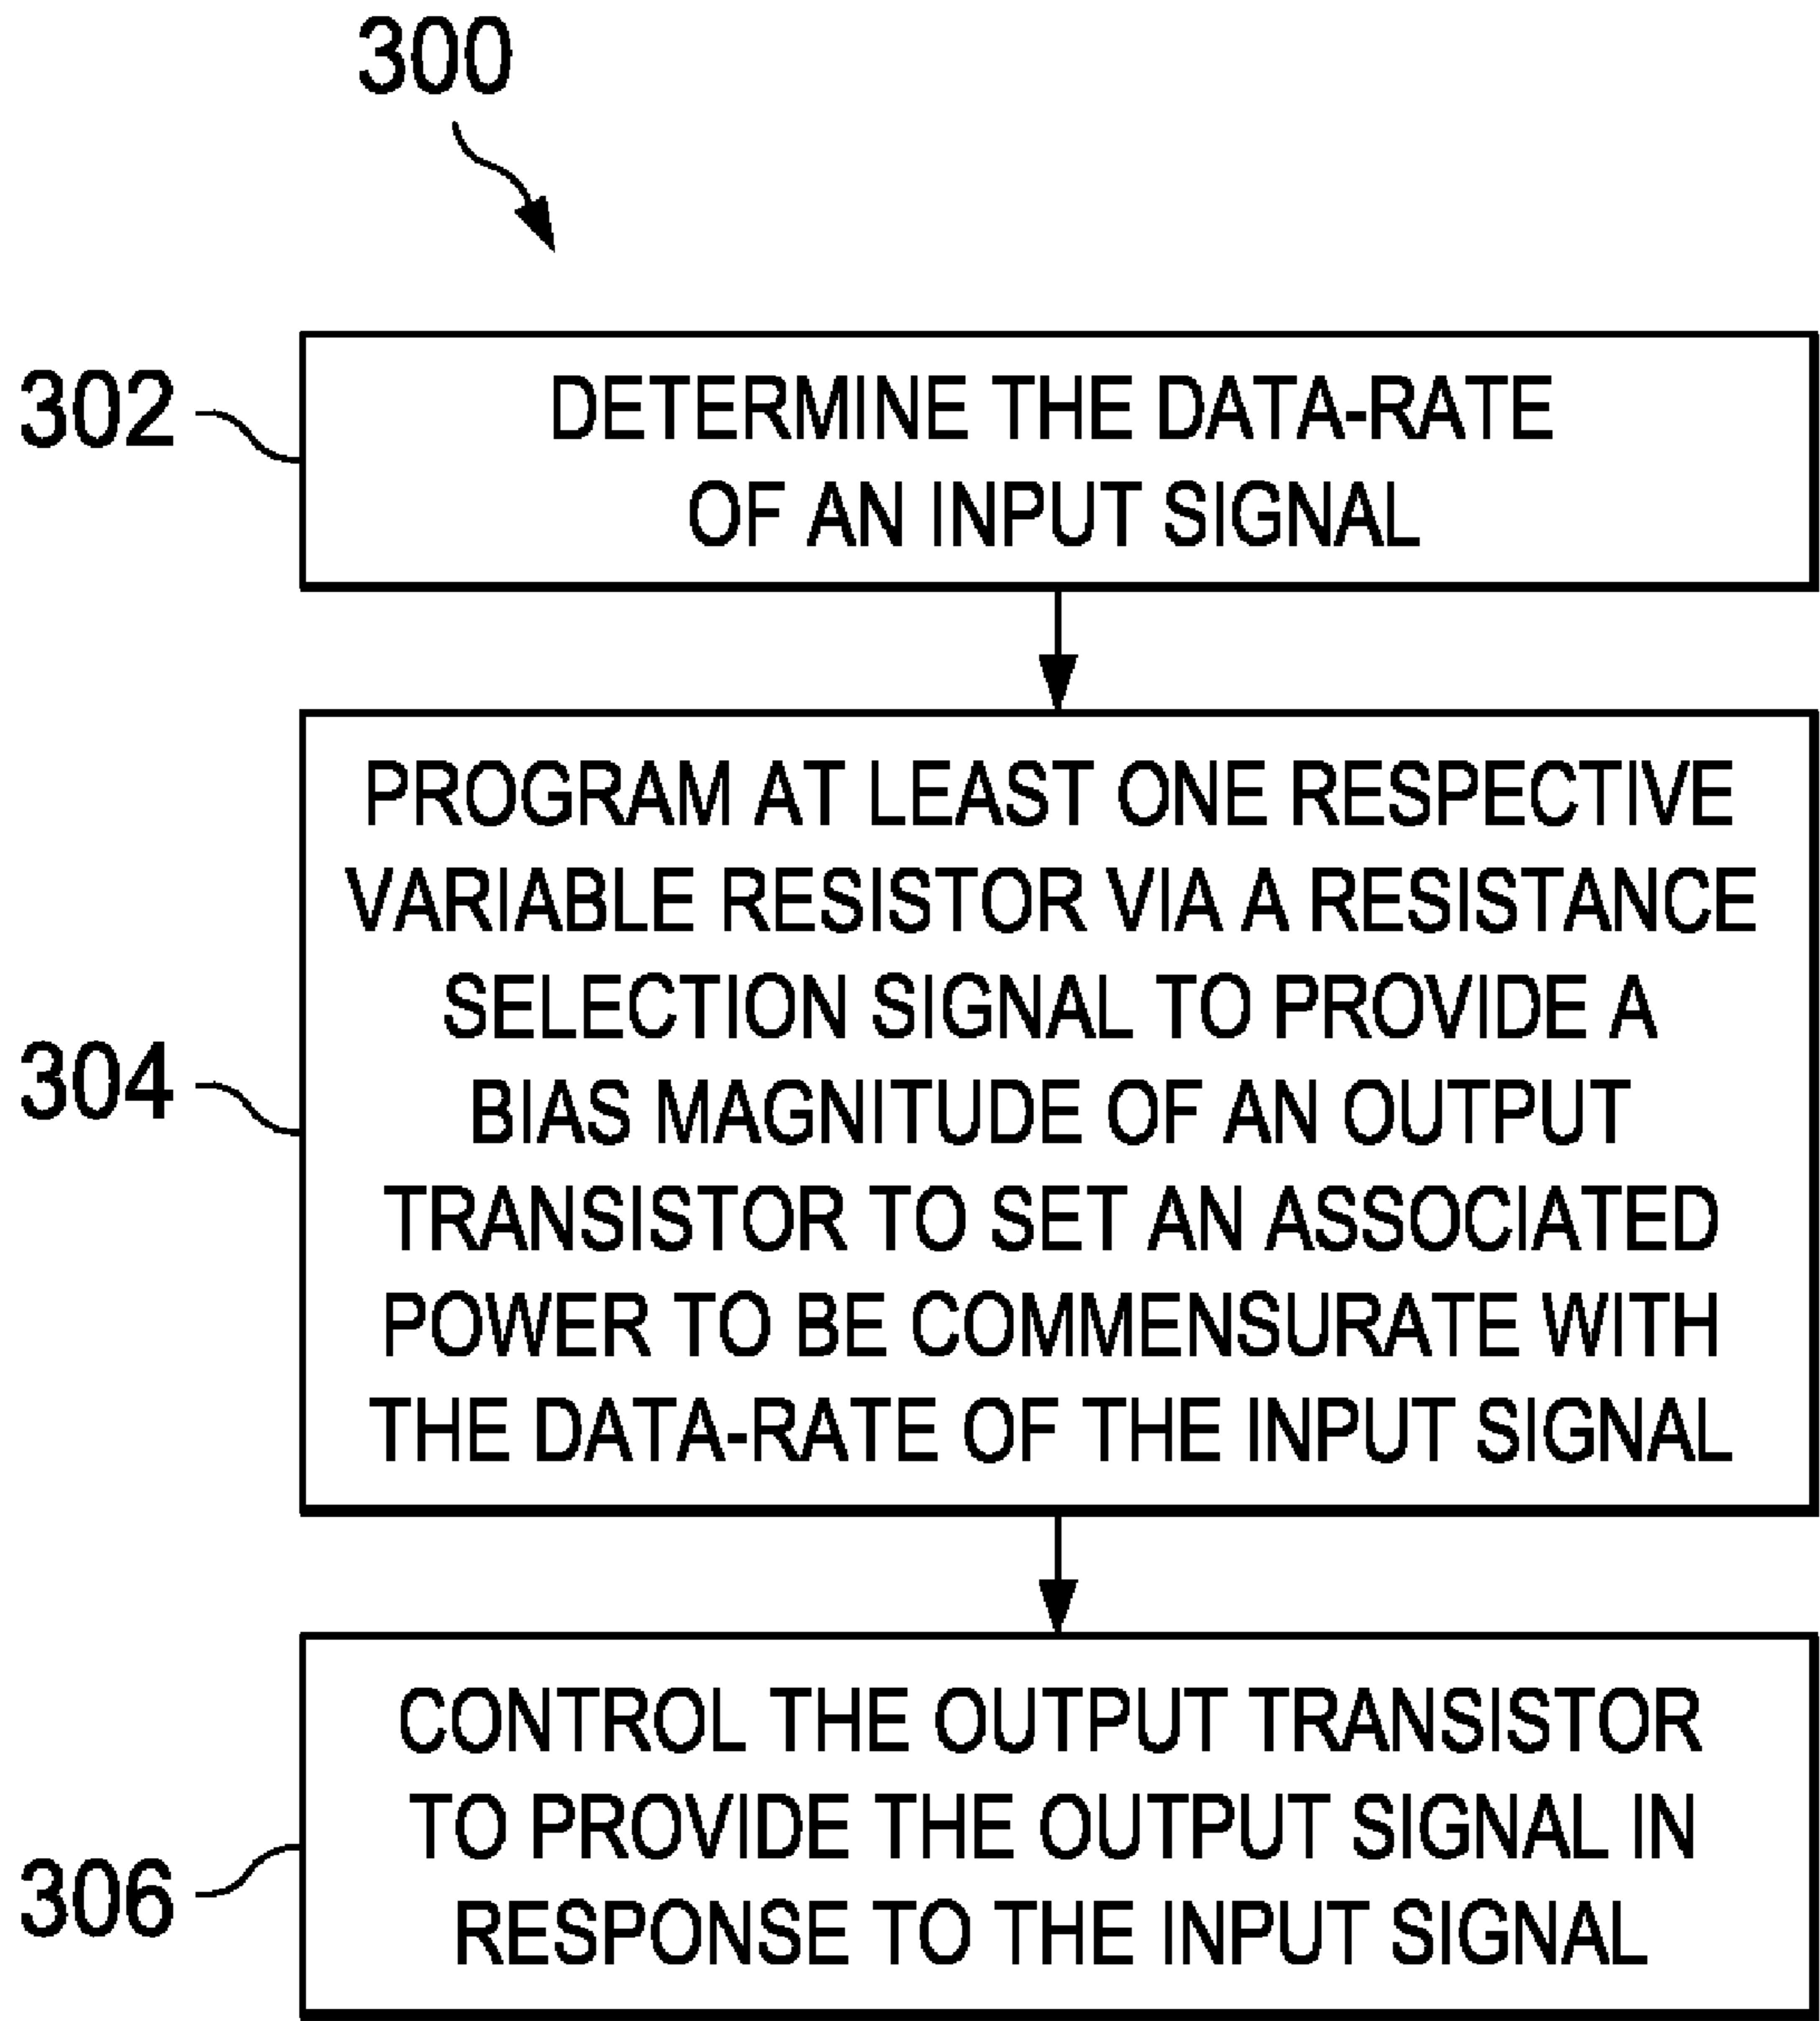 300
302
DETERMINE THE DATA-RATE
OF AN INPUT SIGNAL
304
PROGRAM AT LEAST ONE RESPECTIVE
VARIABLE RESISTOR VIA A RESISTANCE
SELECTION SIGNAL TO PROVIDE A
BIAS MAGNITUDE OF AN OUTPUT
TRANSISTOR TO SET AN ASSOCIATED
POWER TO BE COMMENSURATE WITH
THE DATA-RATE OF THE INPUT SIGNAL
306
CONTROL THE OUTPUT TRANSISTOR
TO PROVIDE THE OUTPUT SIGNAL IN
RESPONSE TO THE INPUT SIGNAL